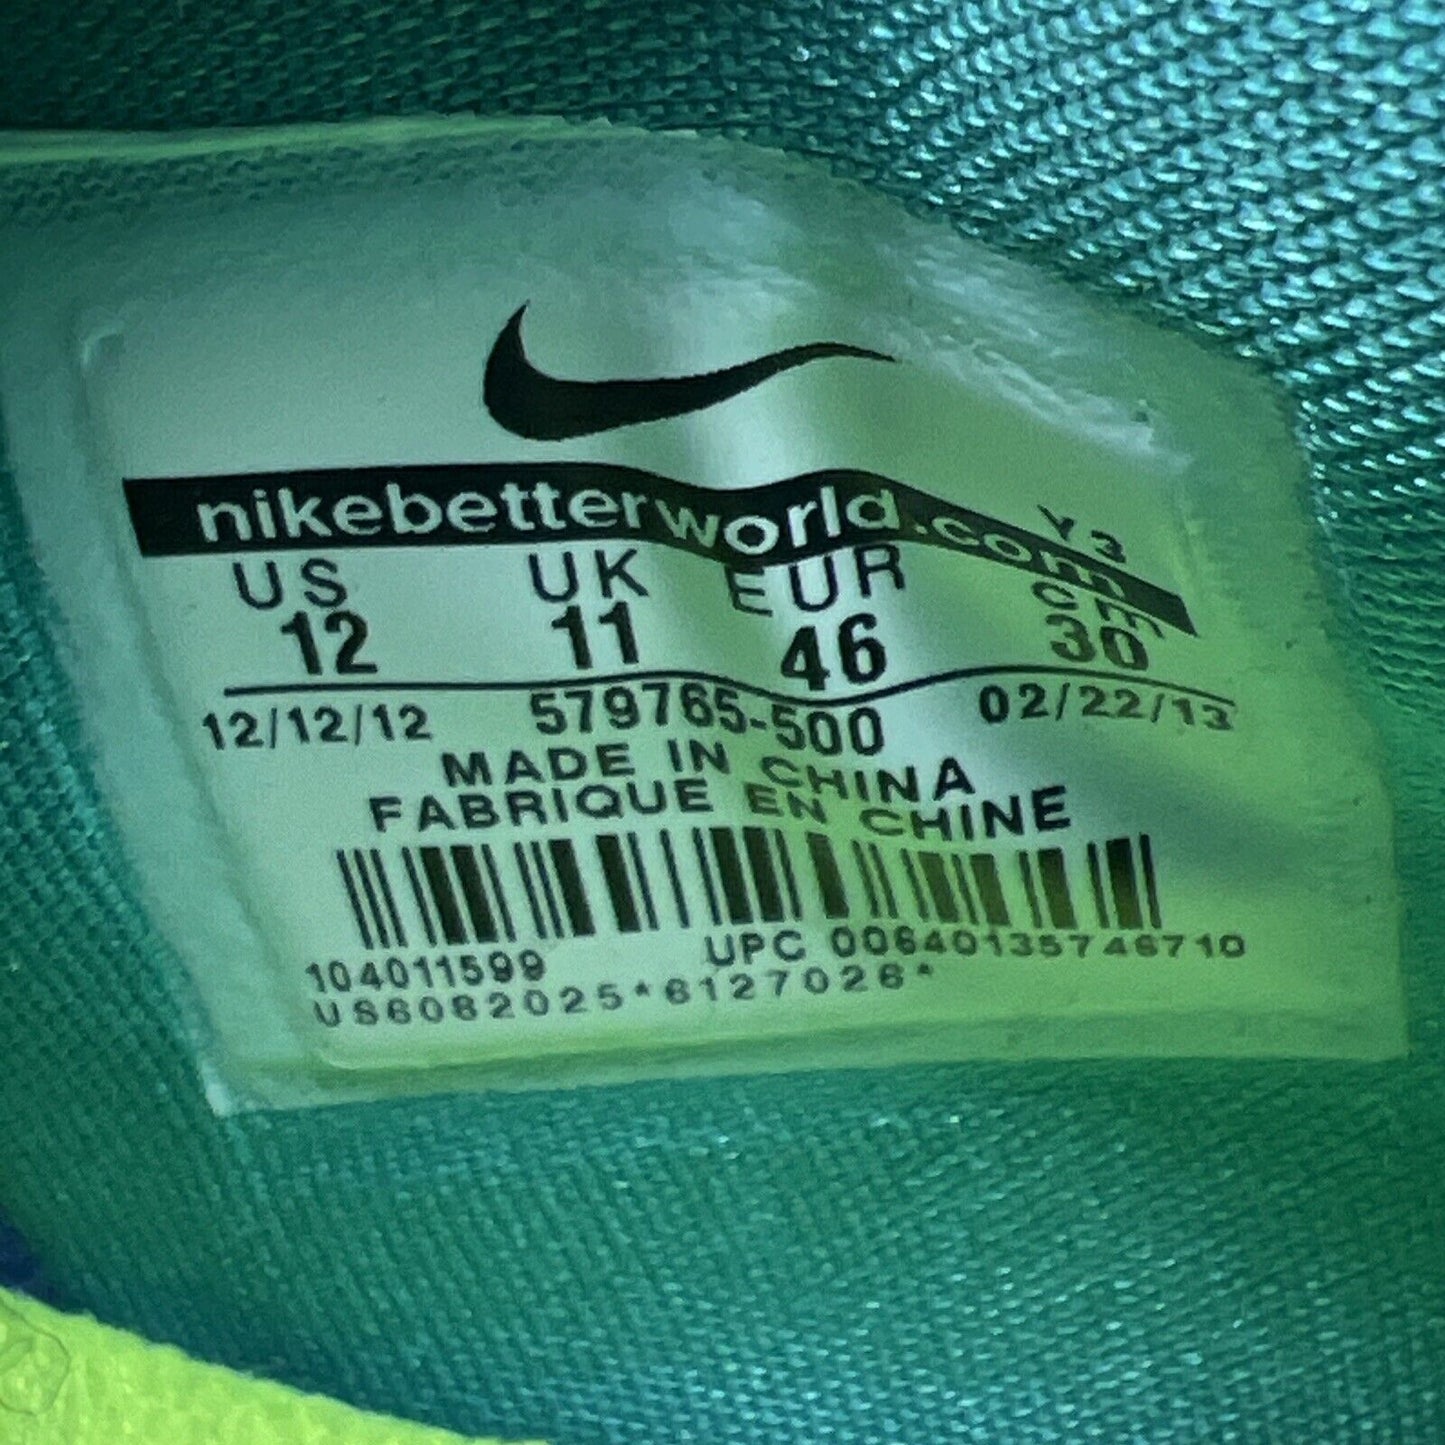 nikebetterworld.com
Y3
US UK EUR cm
12 11 46 30
12/12/12 579765-500 02/22/13
MADE IN CHINA
FABRIQUE EN CHINE
104011599 UPC 00640135746710
US6082025*6127026*